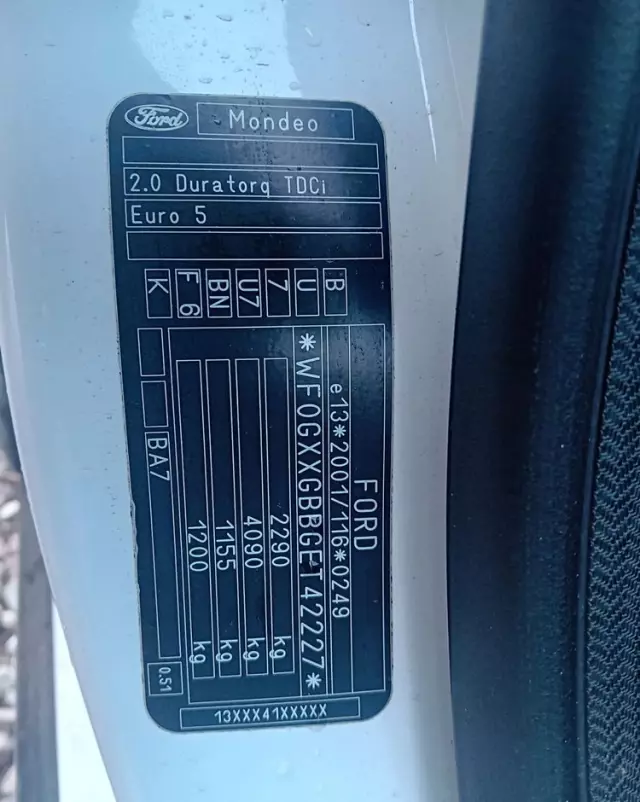 Ford
Mondeo
2.0 Duratorq TDCi
Euro 5
B
U
7
U7
BN
F 6
K
FORD
e13*2001/116*0249
*WF0GXXGBBGET42227*
2290 kg
4090 kg
1155 kg
1200 kg
BA7
0.51
13XXX41XXXXX